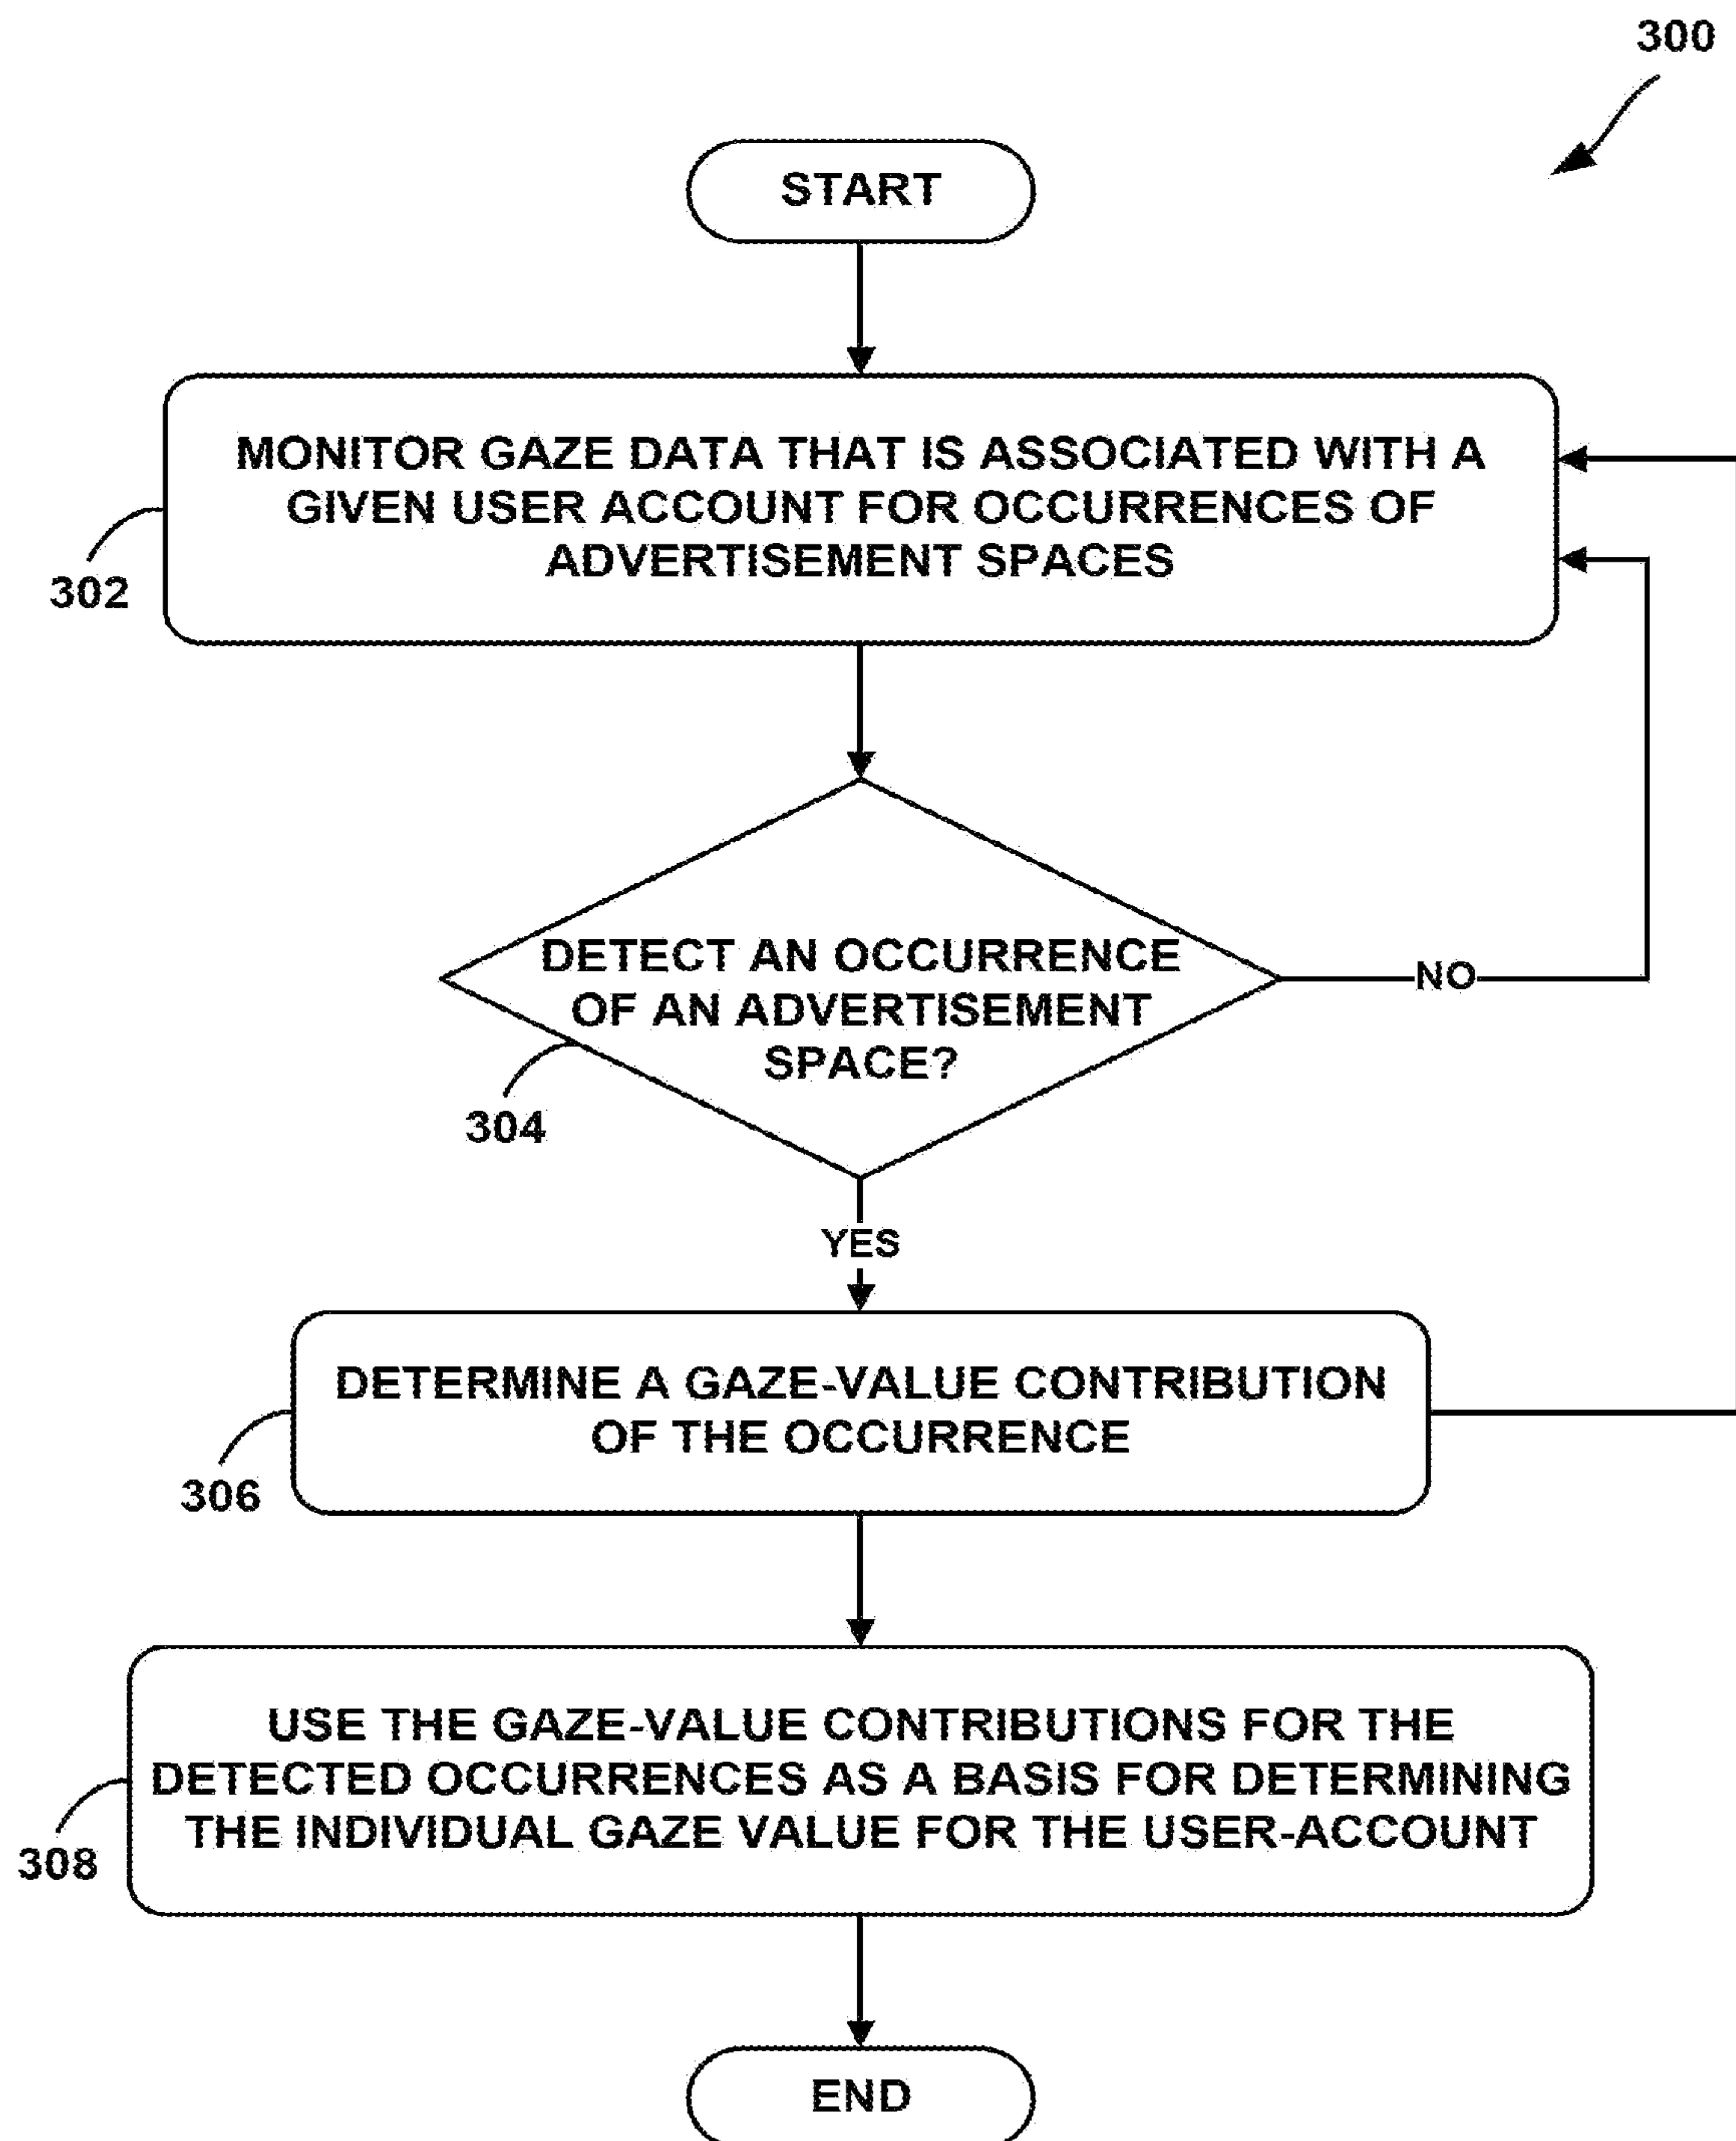 300
START
MONITOR GAZE DATA THAT IS ASSOCIATED WITH A
GIVEN USER ACCOUNT FOR OCCURRENCES OF
ADVERTISEMENT SPACES
302
DETECT AN OCCURRENCE
OF AN ADVERTISEMENT
SPACE?
NO
304
YES
DETERMINE A GAZE-VALUE CONTRIBUTION
OF THE OCCURRENCE
306
USE THE GAZE-VALUE CONTRIBUTIONS FOR THE
DETECTED OCCURRENCES AS A BASIS FOR DETERMINING
THE INDIVIDUAL GAZE VALUE FOR THE USER-ACCOUNT
308
END